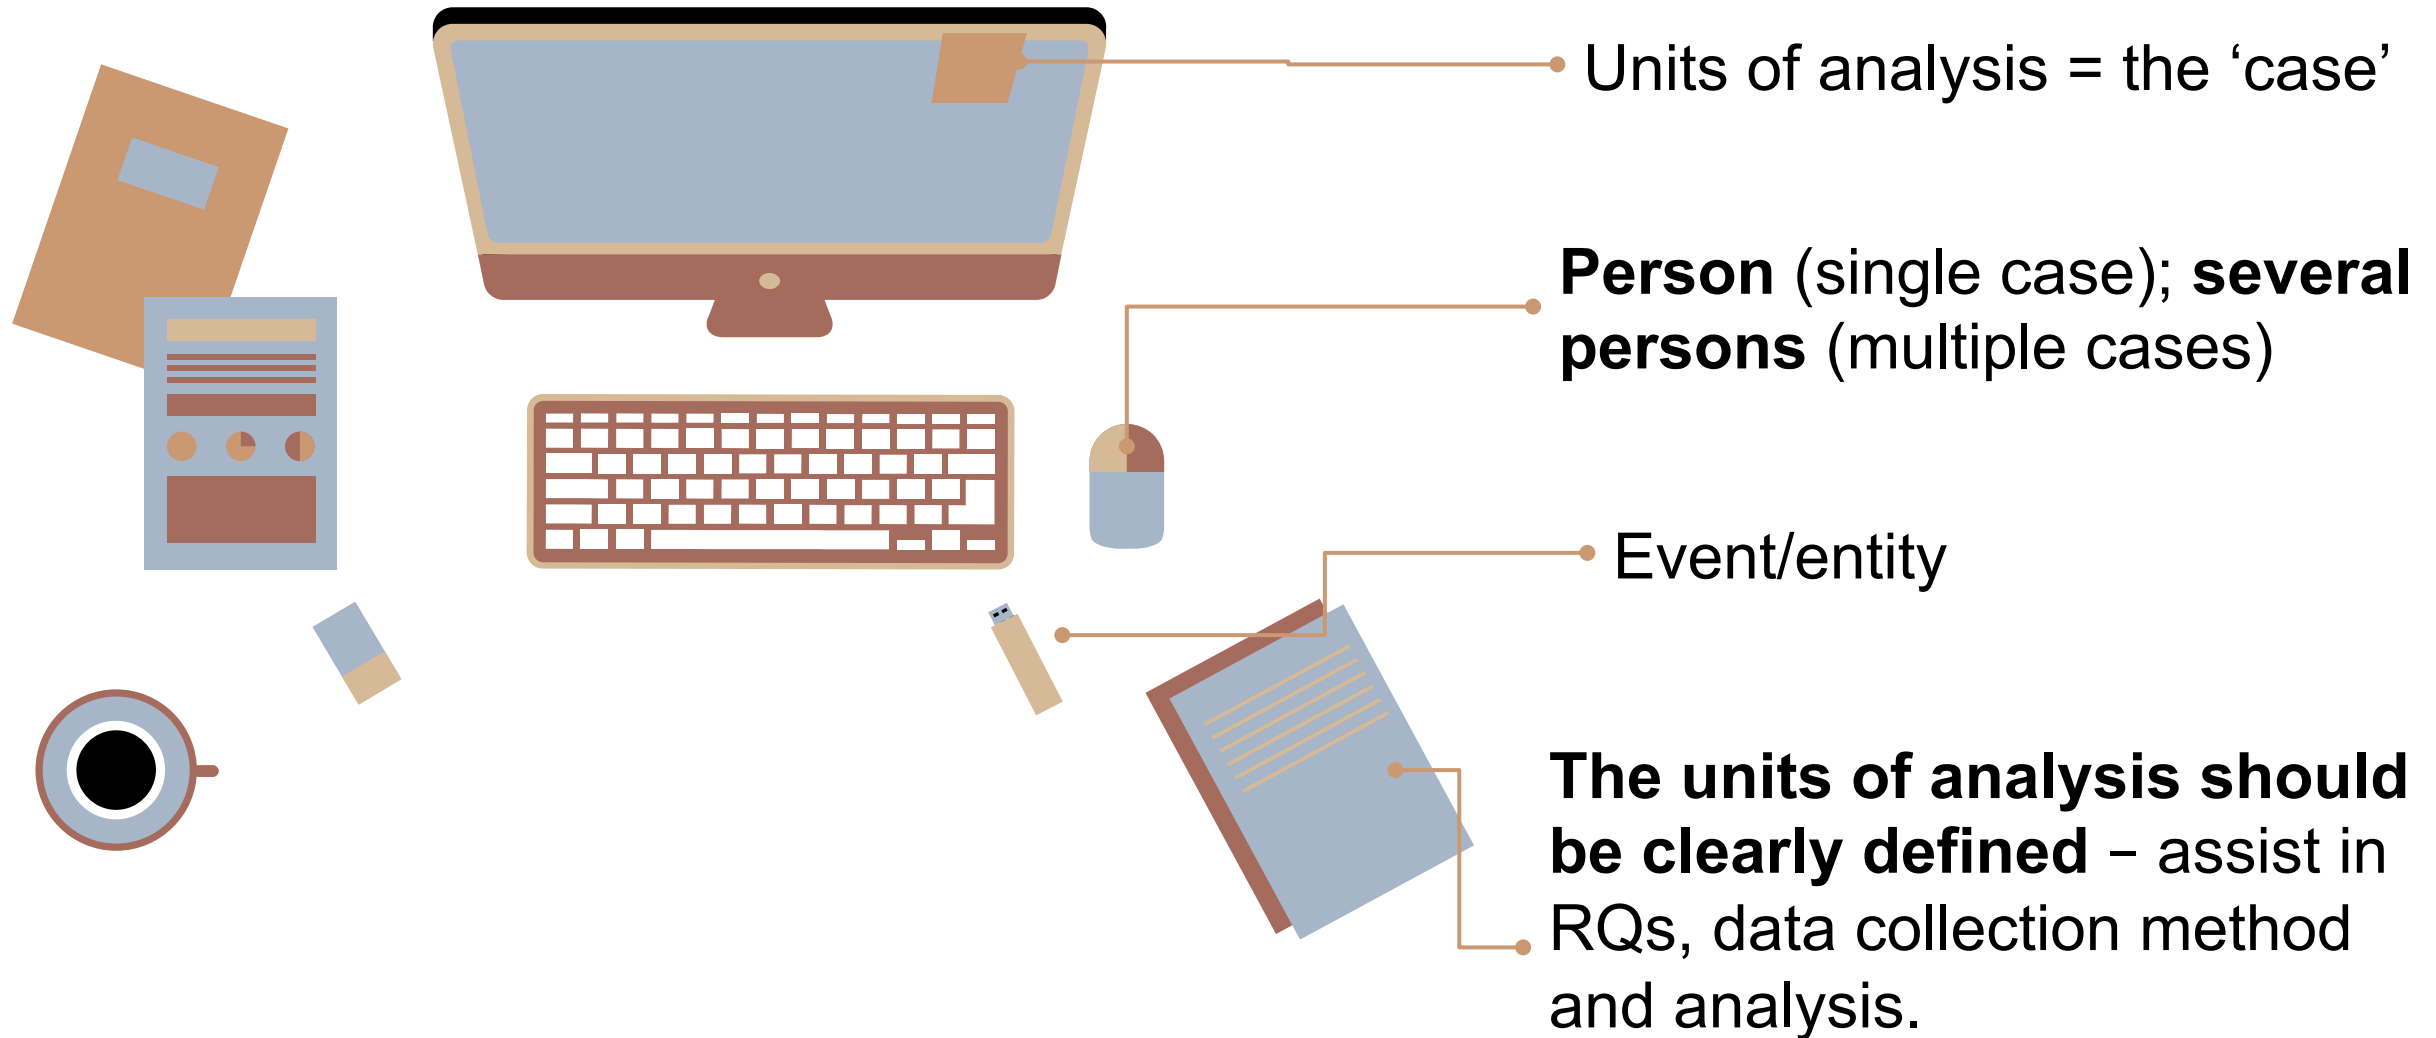 Units of analysis = the ‘case’
Person (single case); several
persons (multiple cases)
Event/entity
The units of analysis should
be clearly defined – assist in
RQs, data collection method
and analysis.